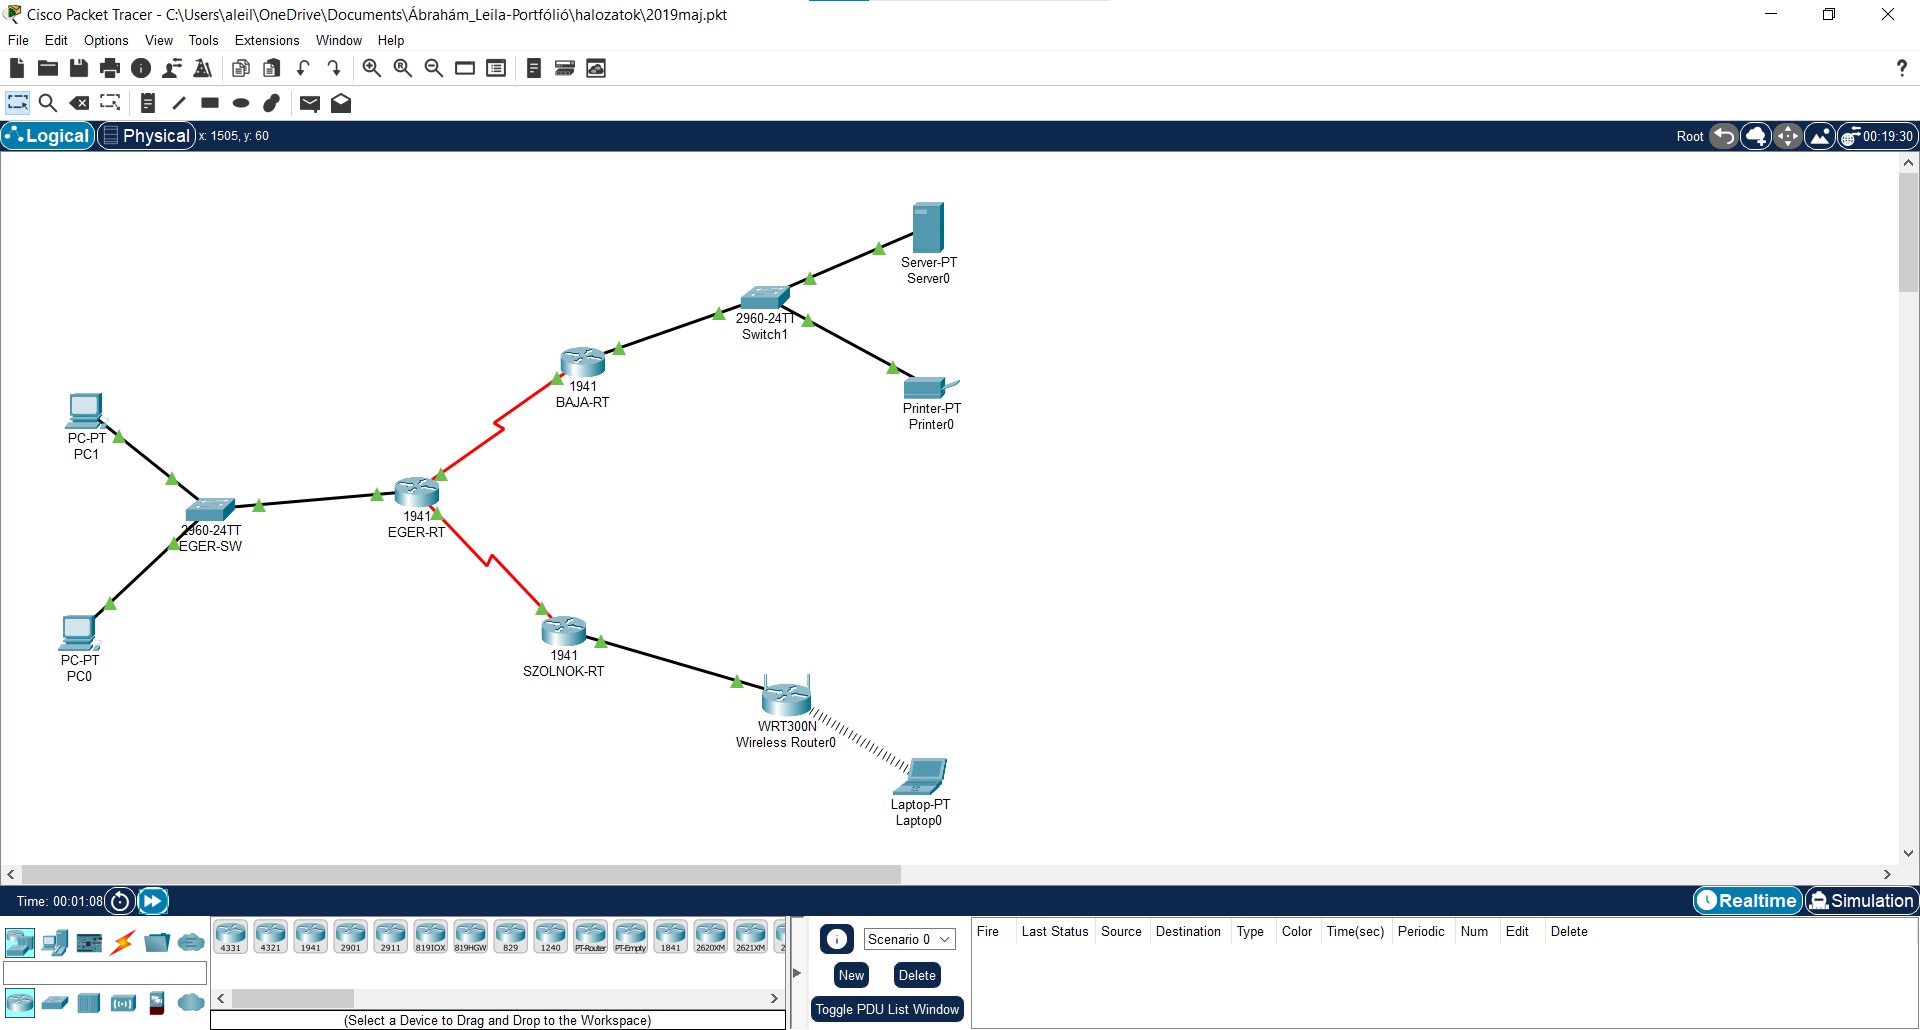 Cisco Packet Tracer - C:\Users\aleil\OneDrive\Documents\Ábrahám_Leila-Portfólió\halozatok\2019maj.pkt
File Edit Options View Tools Extensions Window Help
?
Logical Physical x: 1505, y: 60 Root 00:19:30
Server-PT
Server0
2960-24TT
Switch1
1941
BAJA-RT
Printer-PT
Printer0
PC-PT
PC1
1941
EGER-RT
2960-24TT
EGER-SW
PC-PT
PC0
1941
SZOLNOK-RT
WRT300N
Wireless Router0
Laptop-PT
Laptop0
Time: 00:01:08 Realtime Simulation
4331 4321 1941 2901 2911 819IOX 819HGW 829 1240 PT-Router PT-Empty 1841 2620XM 2621XM 2
Scenario 0
New Delete
Toggle PDU List Window
Fire Last Status Source Destination Type Color Time(sec) Periodic Num Edit Delete
(Select a Device to Drag and Drop to the Workspace)